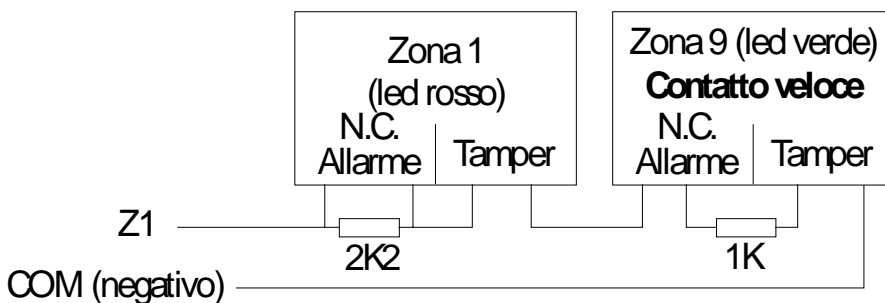 Zona 1
(led rosso)
N.C.
Allarme
Tamper
Zona 9 (led verde)
Contatto veloce
N.C.
Allarme
Tamper
Z1
2K2
1K
COM (negativo)